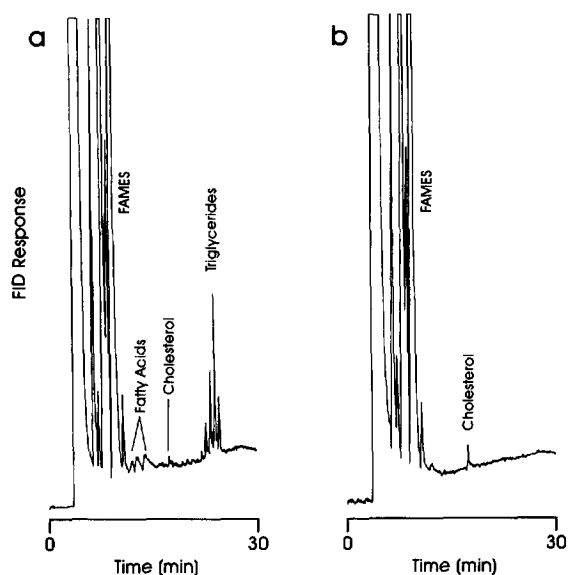 a
b
FID Response
FAMES
Fatty Acids
Cholesterol
Triglycerides
FAMES
Cholesterol
0
30
0
30
Time (min)
Time (min)